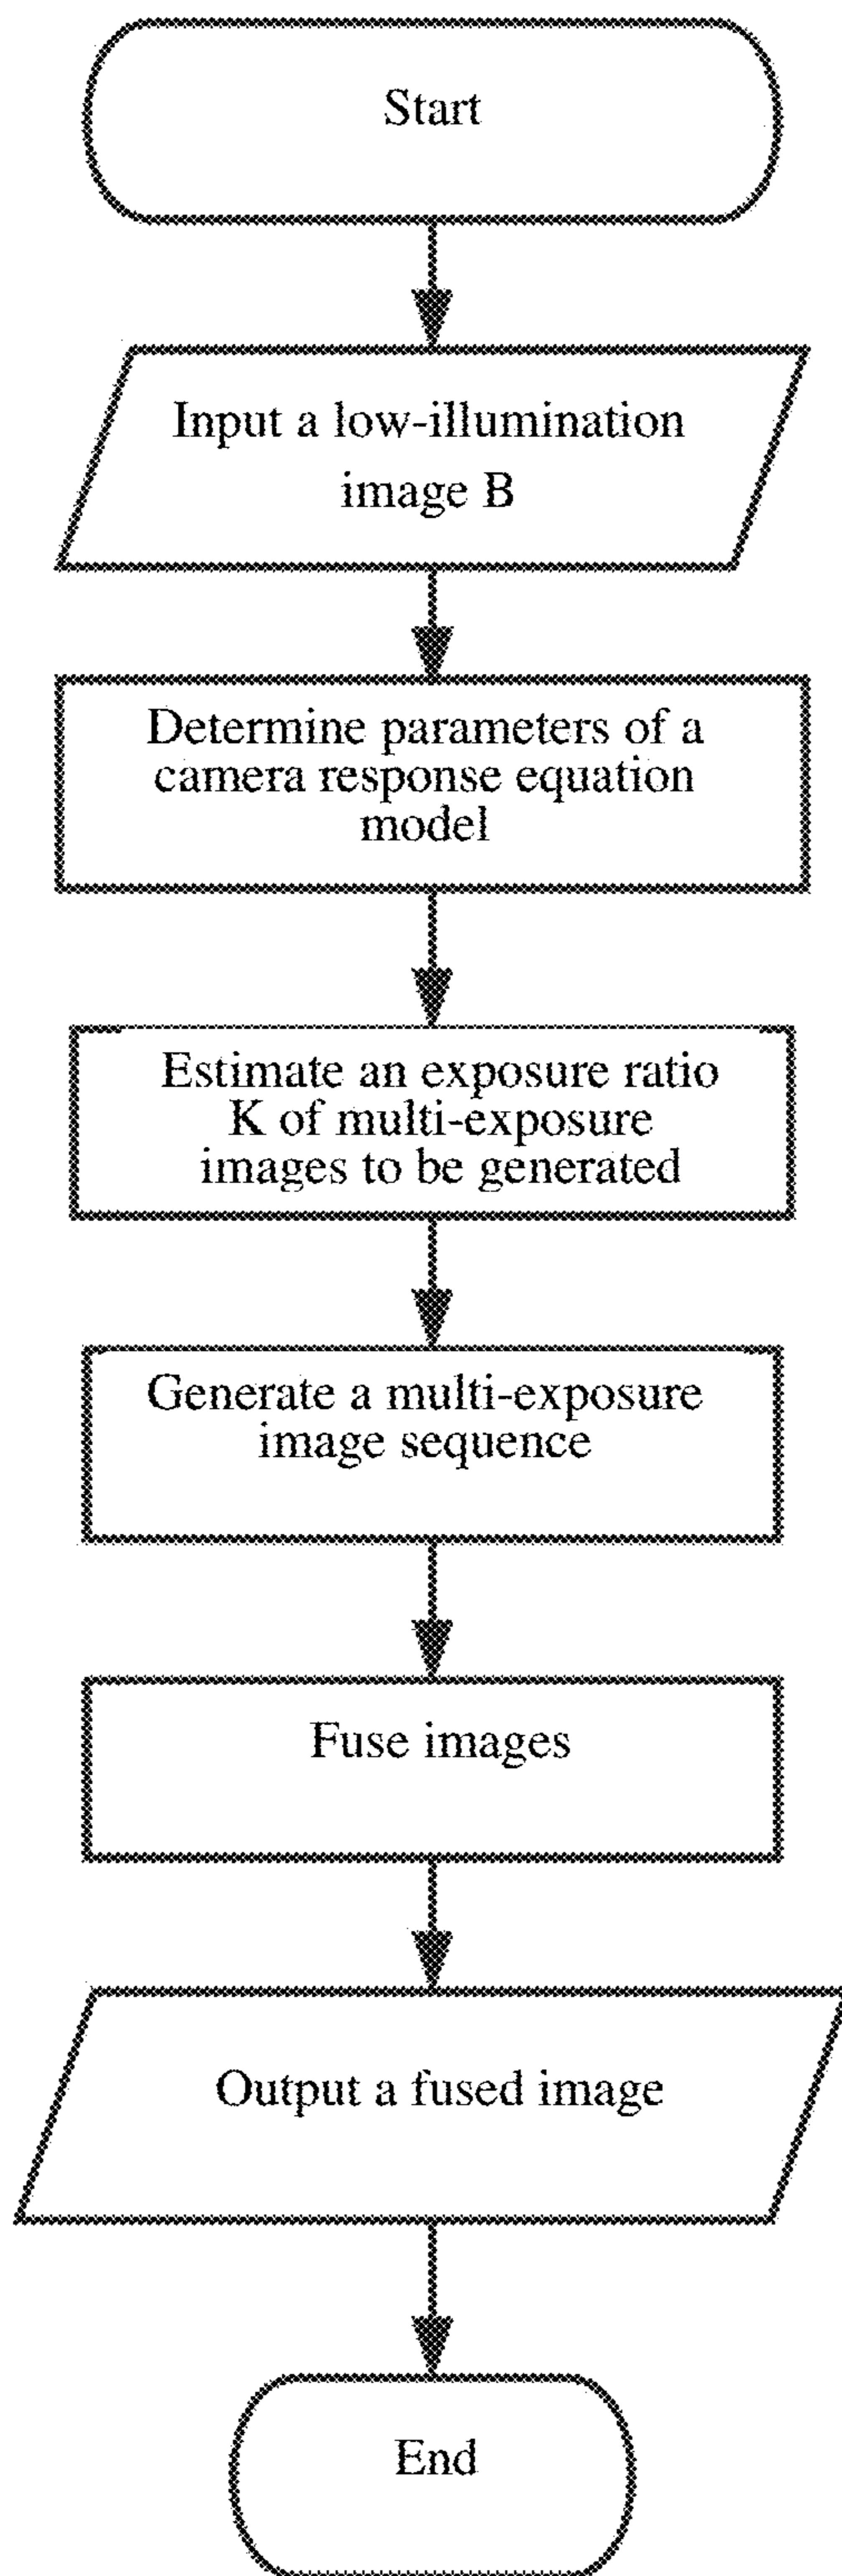 Start
Input a low-illumination
image B
Determine parameters of a
camera response equation
model
Estimate an exposure ratio
K of multi-exposure
images to be generated
Generate a multi-exposure
image sequence
Fuse images
Output a fused image
End